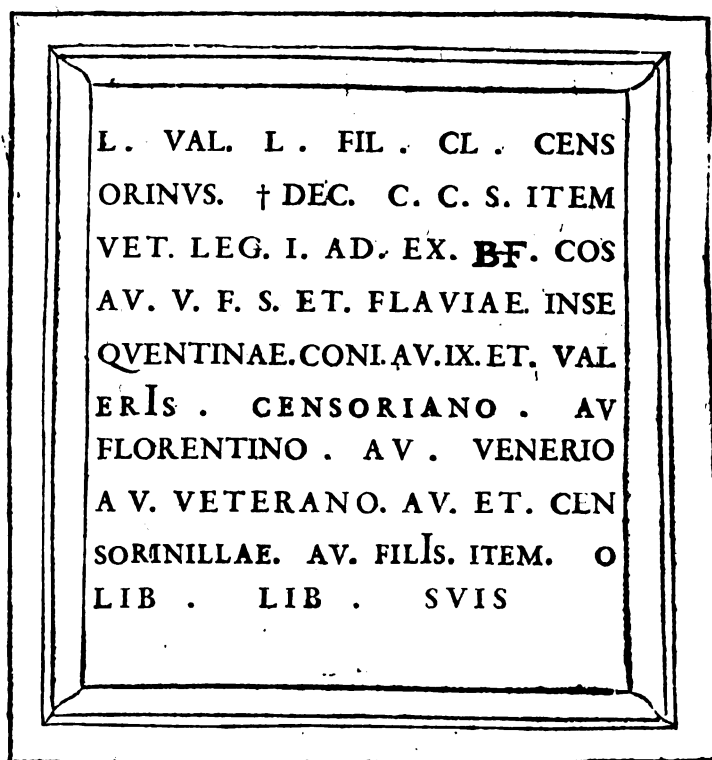 L. VAL. L. FIL. CL. CENS
ORINVS. † DEC. C. C. S. ITEM
VET. LEG. I. AD. EX. BF. COS
AV. V. F. S. ET. FLAVIAE. INSE
QVENTINAE. CONI. AV. IX. ET. VAL
ERIS. CENSORIANO. AV
FLORENTINO. AV. VENERIO
AV. VETERANO. AV. ET. CEN
SORINILLAE. AV. FILIS. ITEM. O
LIB. LIB. SVIS